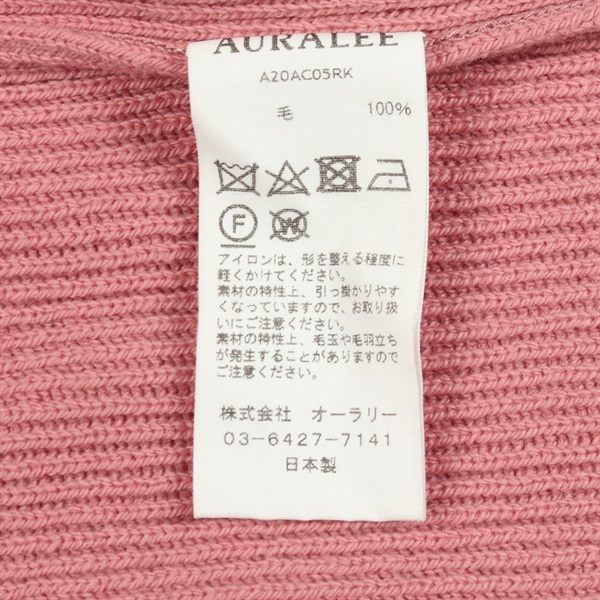 AURALEE
A20AC05RK
毛 100%
F W
アイロンは、形を整える程度に
軽くかけてください。
素材の特性上、引っ掛かりやす
くなっていますので、お取り扱
いにご注意ください。
素材の特性上、毛玉や毛羽立ち
が発生することがありますので
ご注意ください。
株式会社 オーラリー
03-6427-7141
日本製